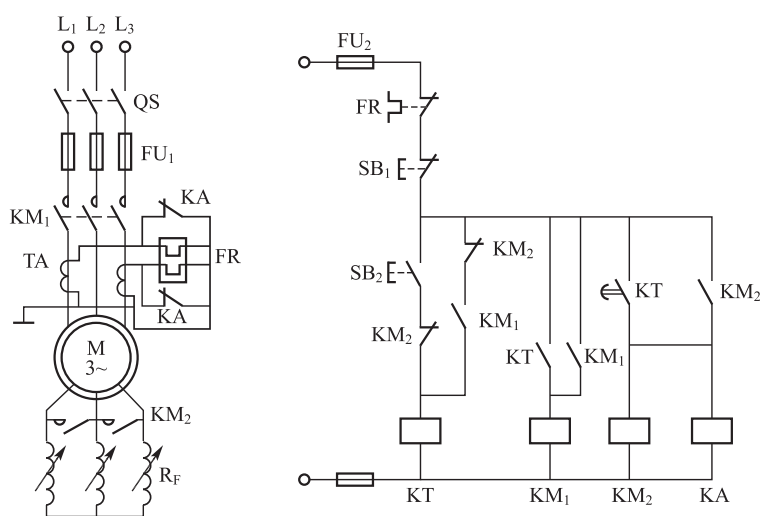 L₁ L₂ L₃
QS
FU₁
KM₁
KA
TA
FR
KA
M
3~
KM₂
R_F
FU₂
FR
SB₁
SB₂
KM₂
KM₂
KM₁
KT
KM₁
KT
KM₂
KT KM₁ KM₂ KA